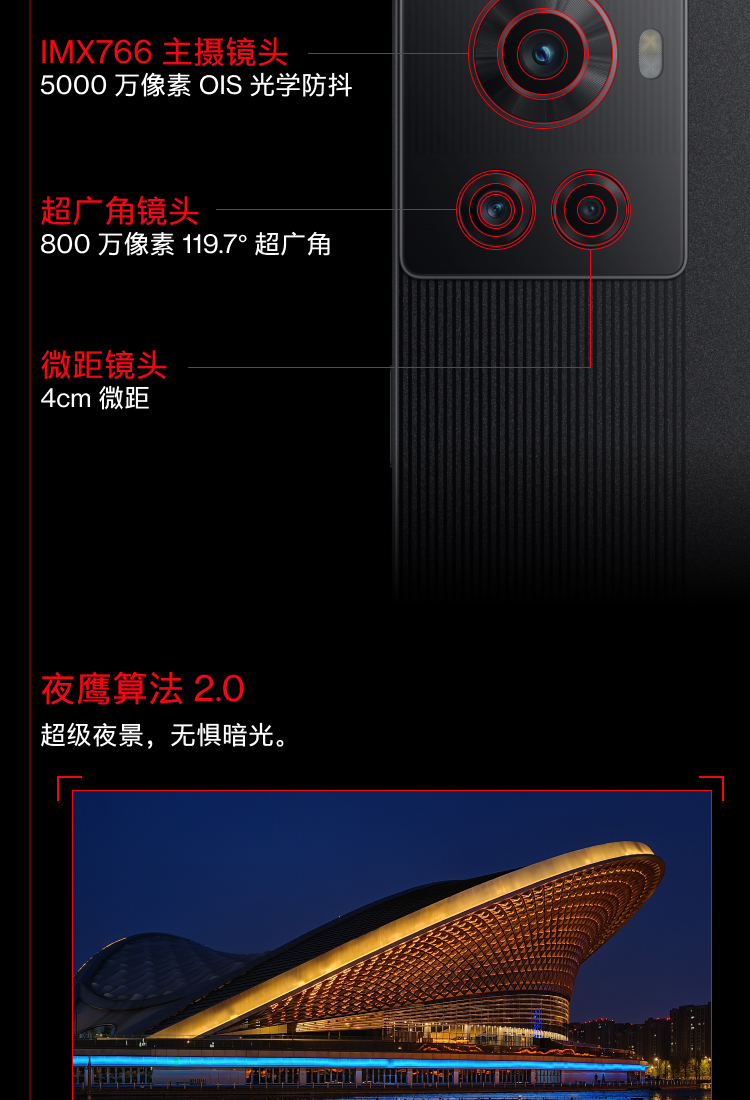 IMX766 主摄镜头
5000 万像素 OIS 光学防抖
超广角镜头
800 万像素 119.7° 超广角
微距镜头
4cm 微距
夜鹰算法 2.0
超级夜景，无惧暗光。